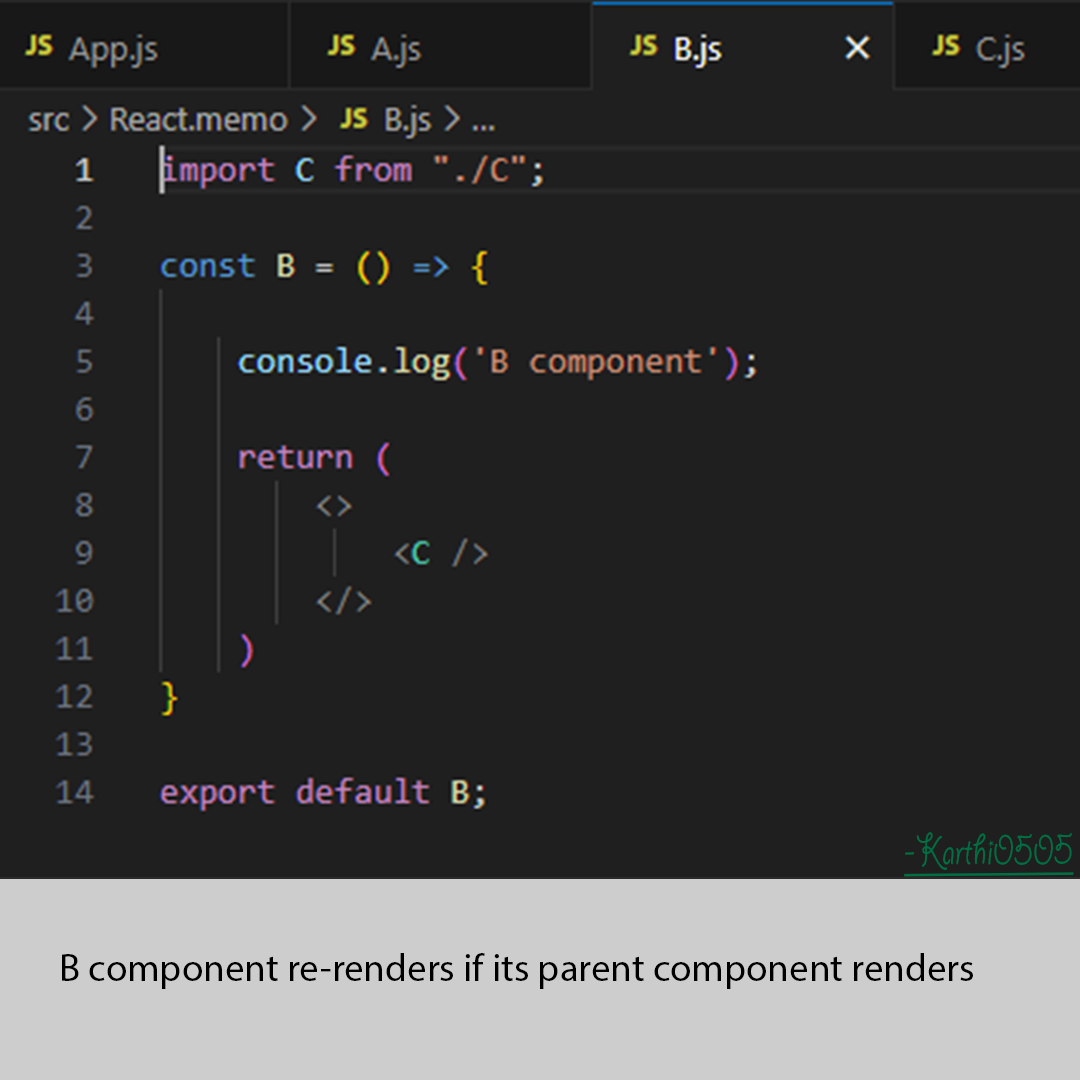 JS App.js JS A.js JS B.js × JS C.js
src > React.memo > JS B.js > ...
1 import C from "./C";
2
3 const B = () => {
4
5 console.log('B component');
6
7 return (
8 <>
9 <C />
10 </>
11 )
12 }
13
14 export default B;
-Karthi0505
B component re-renders if its parent component renders